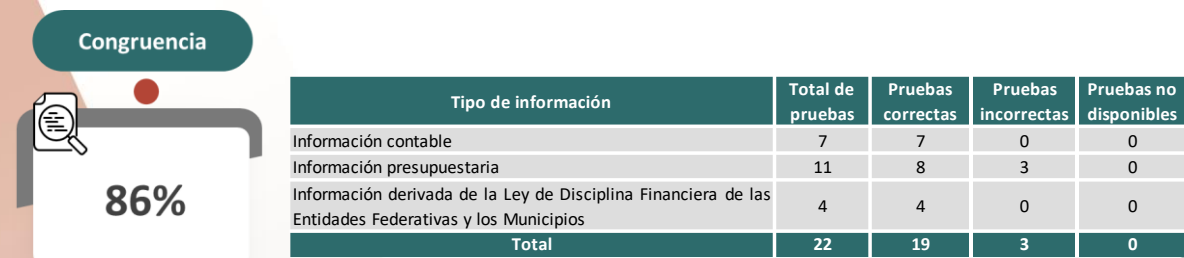 Congruencia
86%
Tipo de información Total de pruebas Pruebas correctas Pruebas incorrectas Pruebas no disponibles
Información contable 7 7 0 0
Información presupuestaria 11 8 3 0
Información derivada de la Ley de Disciplina Financiera de las
Entidades Federativas y los Municipios 4 4 0 0
Total 22 19 3 0